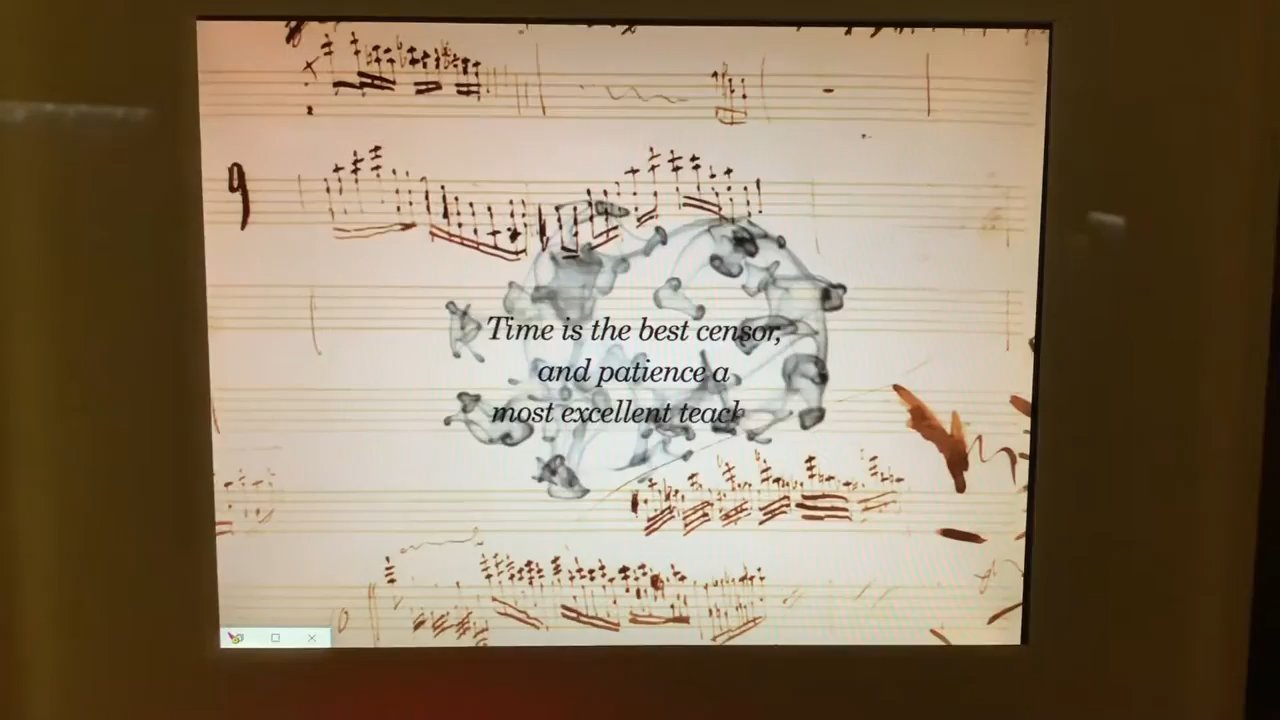 Time is the best censor,
and patience a
most excellent teach